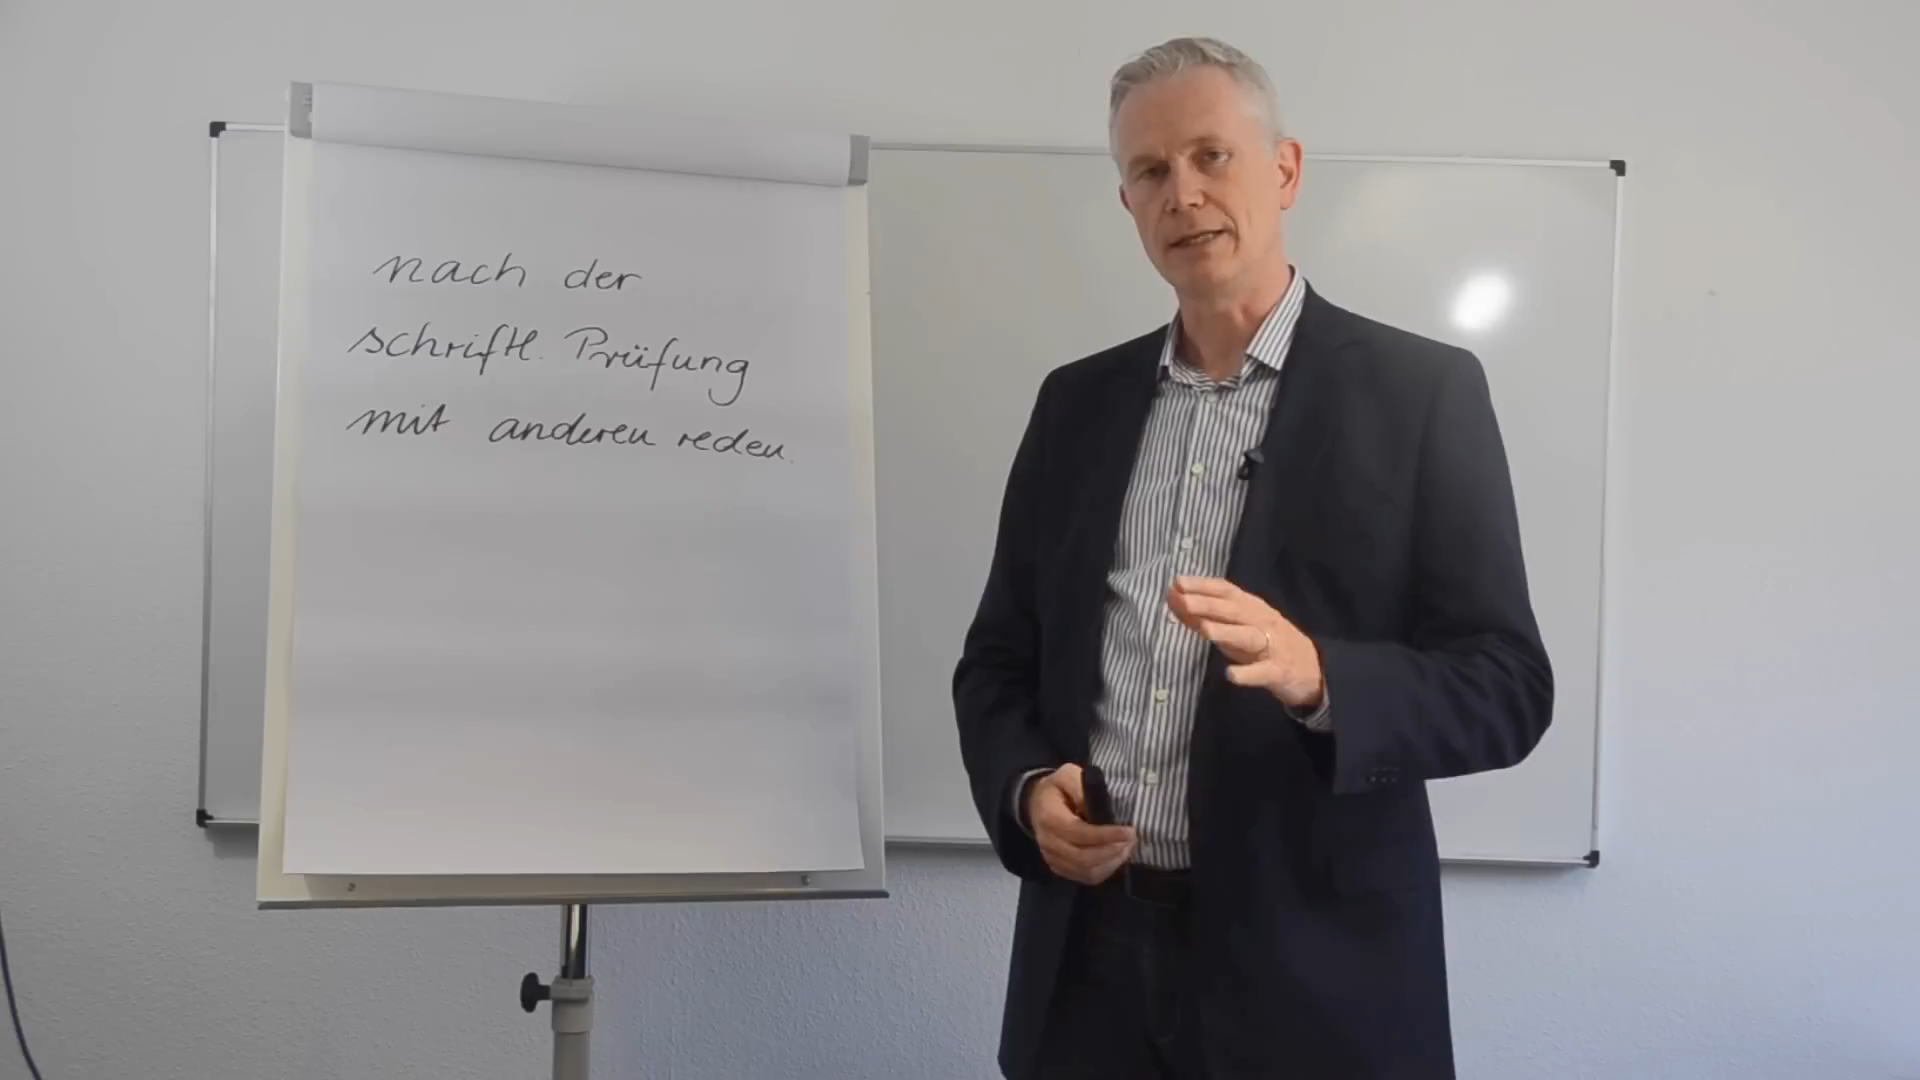 nach der
schriftl. Prüfung
mit anderen reden.